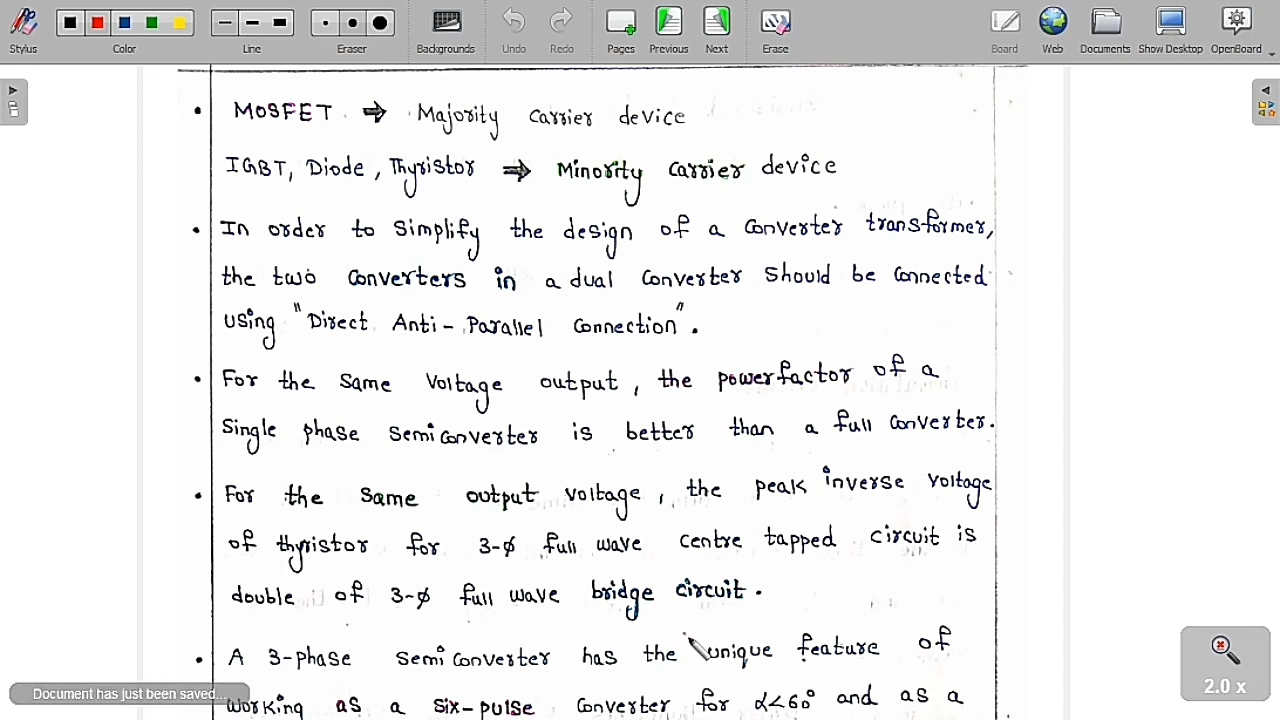 Stylus
Color
Line
Eraser
Backgrounds
Undo
Redo
Pages
Previous
Next
Erase
Board
Web
Documents
Show Desktop
OpenBoard
• MOSFET ⇒ Majority Carrier device
IGBT, Diode, Thyristor ⇒ Minority Carrier device
• In order to Simplify the design of a Converter transformer,
the two Converters in a dual Converter Should be Connected
using "Direct Anti-Parallel Connection".
• For the Same Voltage output, the powerfactor of a
Single phase Semiconverter is better than a full Converter.
• For the Same output voltage, the peak inverse voltage
of thyristor for 3-ϕ full wave centre tapped circuit is
double of 3-ϕ full wave bridge circuit.
• A 3-phase Semiconverter has the unique feature of
working as a six-pulse converter for α<60° and as a
Document has just been saved...
2.0 x